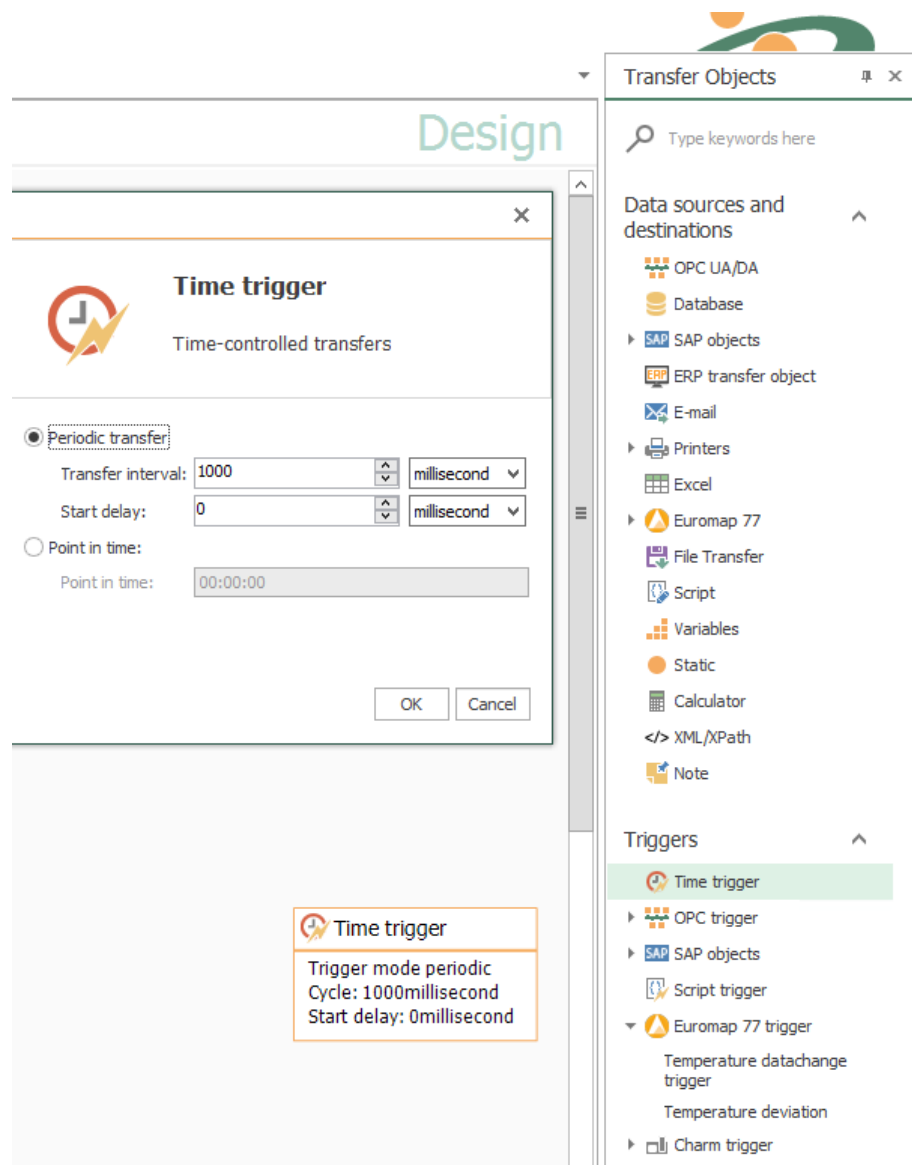 Transfer Objects
Design
Type keywords here
Time trigger
Time-controlled transfers
Periodic transfer
Transfer interval: 1000 millisecond
Start delay: 0 millisecond
Point in time:
Point in time: 00:00:00
OK Cancel
Time trigger
Trigger mode periodic
Cycle: 1000millisecond
Start delay: 0millisecond
Data sources and
destinations
OPC UA/DA
Database
SAP SAP objects
ERP ERP transfer object
E-mail
Printers
Excel
Euromap 77
File Transfer
Script
Variables
Static
Calculator
</> XML/XPath
Note
Triggers
Time trigger
OPC trigger
SAP SAP objects
Script trigger
Euromap 77 trigger
Temperature datachange
trigger
Temperature deviation
Charm trigger